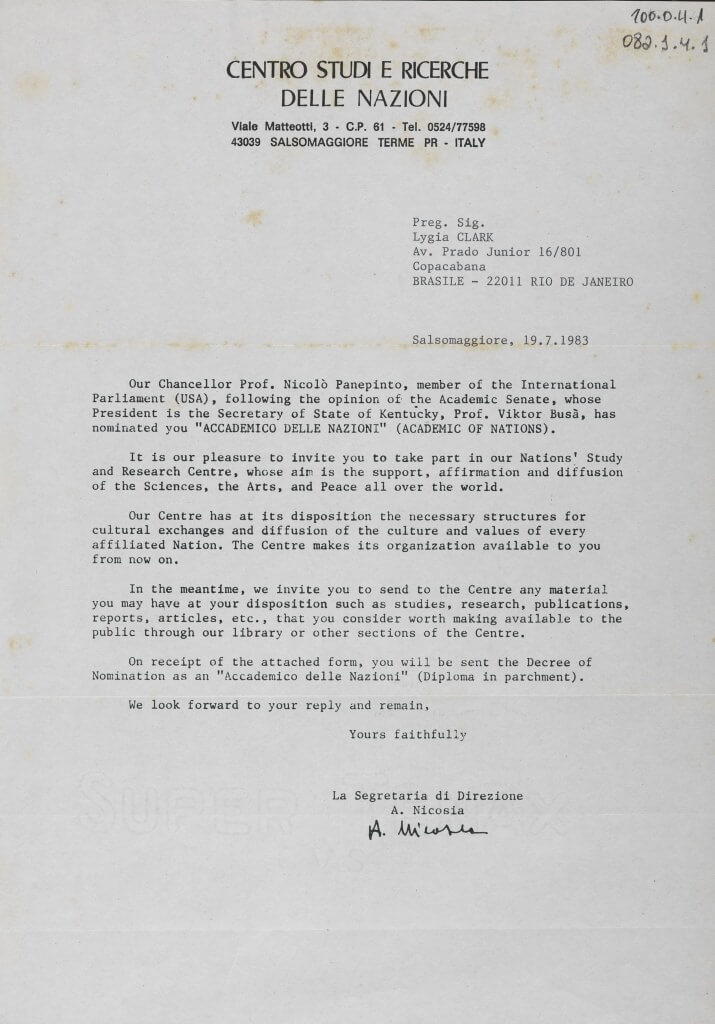 100.0.4.1
082.1.4.1
CENTRO STUDI E RICERCHE
DELLE NAZIONI
Viale Matteotti, 3 - C.P. 61 - Tel. 0524/77598
43039 SALSOMAGGIORE TERME PR - ITALY
Preg. Sig.
Lygia CLARK
Av. Prado Junior 16/801
Copacabana
BRASILE - 22011 RIO DE JANEIRO
Salsomaggiore, 19.7.1983
Our Chancellor Prof. Nicolò Panepinto, member of the International
Parliament (USA), following the opinion of the Academic Senate, whose
President is the Secretary of State of Kentucky, Prof. Viktor Busà, has
nominated you "ACCADEMICO DELLE NAZIONI" (ACADEMIC OF NATIONS).
It is our pleasure to invite you to take part in our Nations' Study
and Research Centre, whose aim is the support, affirmation and diffusion
of the Sciences, the Arts, and Peace all over the world.
Our Centre has at its disposition the necessary structures for
cultural exchanges and diffusion of the culture and values of every
affiliated Nation. The Centre makes its organization available to you
from now on.
In the meantime, we invite you to send to the Centre any material
you may have at your disposition such as studies, research, publications,
reports, articles, etc., that you consider worth making available to the
public through our library or other sections of the Centre.
On receipt of the attached form, you will be sent the Decree of
Nomination as an "Accademico delle Nazioni" (Diploma in parchment).
We look forward to your reply and remain,
Yours faithfully
La Segretaria di Direzione
A. Nicosia
A. Nicosia